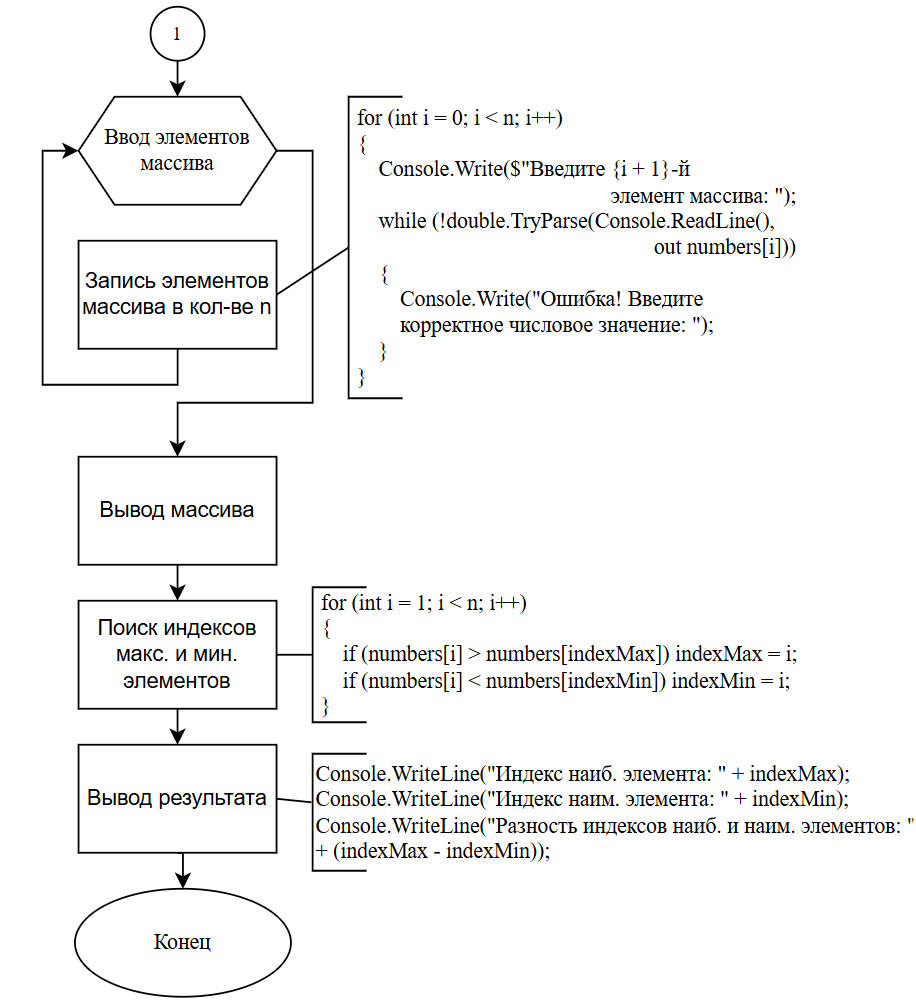 1
Ввод элементов
массива
for (int i = 0; i < n; i++)
{
Console.Write($"Введите {i + 1}-й
элемент массива: ");
while (!double.TryParse(Console.ReadLine(),
out numbers[i]))
{
Console.Write("Ошибка! Введите
корректное числовое значение: ");
}
}
Запись элементов
массива в кол-ве n
Вывод массива
Поиск индексов
макс. и мин.
элементов
for (int i = 1; i < n; i++)
{
if (numbers[i] > numbers[indexMax]) indexMax = i;
if (numbers[i] < numbers[indexMin]) indexMin = i;
}
Вывод результата
Console.WriteLine("Индекс наиб. элемента: " + indexMax);
Console.WriteLine("Индекс наим. элемента: " + indexMin);
Console.WriteLine("Разность индексов наиб. и наим. элементов: "
+ (indexMax - indexMin));
Конец